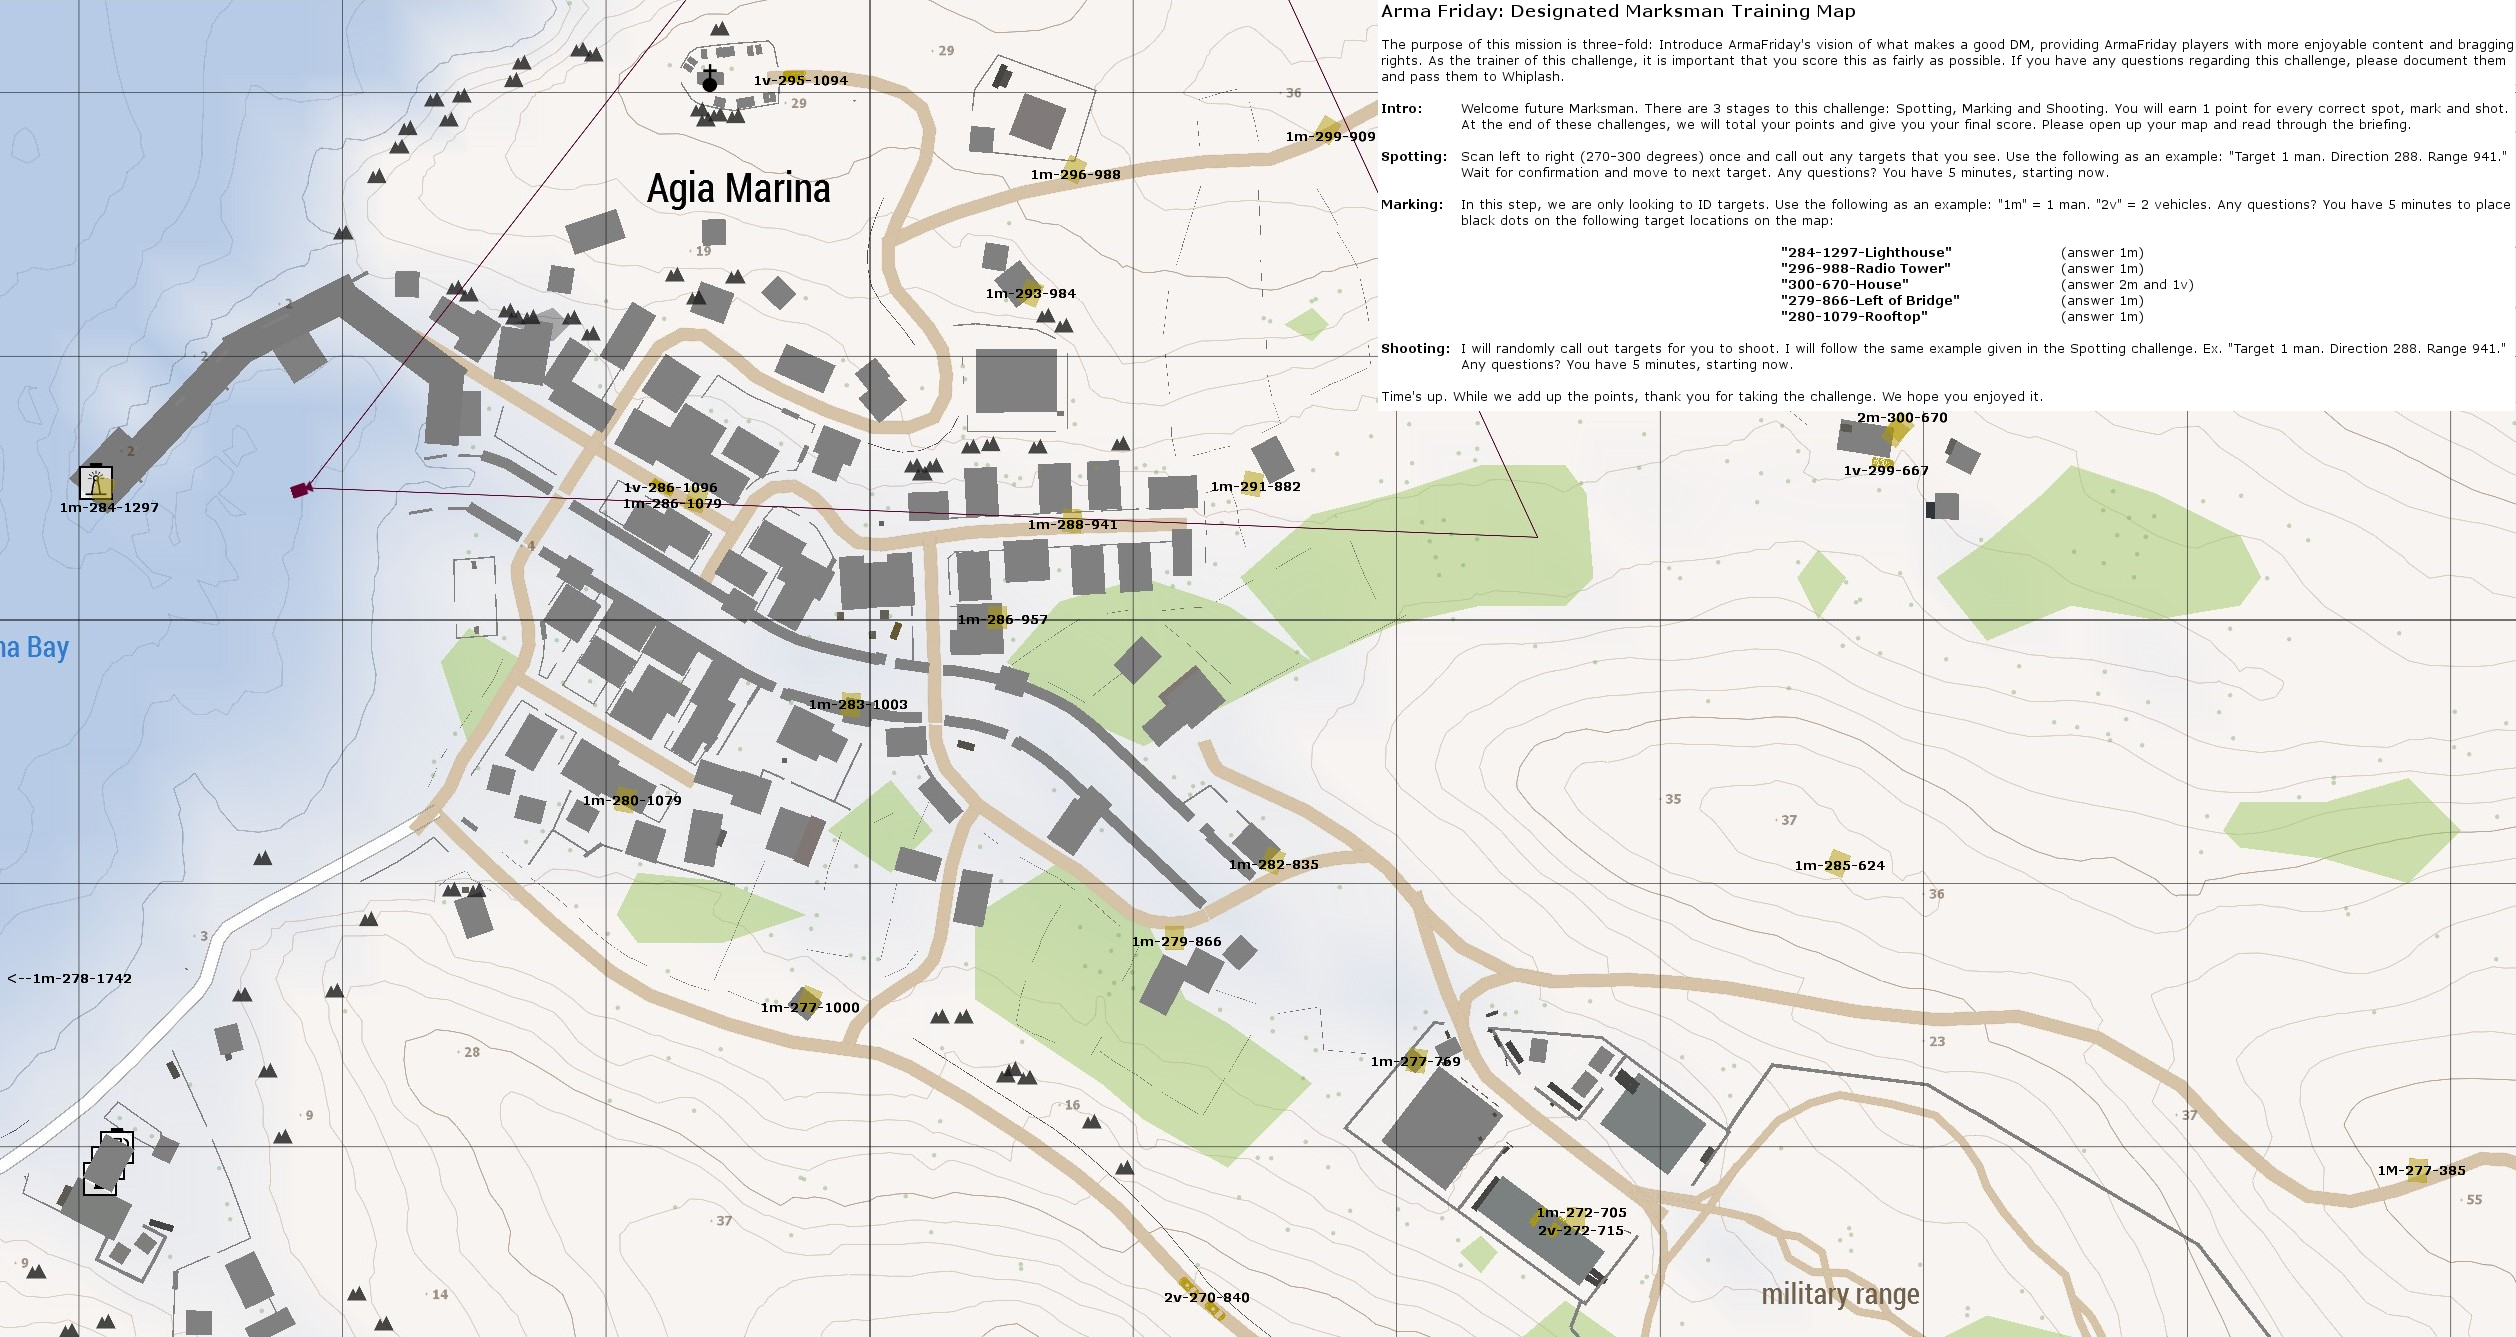 Arma Friday: Designated Marksman Training Map
The purpose of this mission is three-fold: Introduce ArmaFriday's vision of what makes a good DM, providing ArmaFriday players with more enjoyable content and bragging
rights. As the trainer of this challenge, it is important that you score this as fairly as possible. If you have any questions regarding this challenge, please document them
and pass them to Whiplash.
Intro: Welcome future Marksman. There are 3 stages to this challenge: Spotting, Marking and Shooting. You will earn 1 point for every correct spot, mark and shot.
At the end of these challenges, we will total your points and give you your final score. Please open up your map and read through the briefing.
Spotting: Scan left to right (270-300 degrees) once and call out any targets that you see. Use the following as an example: "Target 1 man. Direction 288. Range 941."
Wait for confirmation and move to next target. Any questions? You have 5 minutes, starting now.
Marking: In this step, we are only looking to ID targets. Use the following as an example: "1m" = 1 man. "2v" = 2 vehicles. Any questions? You have 5 minutes to place
black dots on the following target locations on the map:
"284-1297-Lighthouse" (answer 1m)
"296-988-Radio Tower" (answer 1m)
"300-670-House" (answer 2m and 1v)
"279-866-Left of Bridge" (answer 1m)
"280-1079-Rooftop" (answer 1m)
Shooting: I will randomly call out targets for you to shoot. I will follow the same example given in the Spotting challenge. Ex. "Target 1 man. Direction 288. Range 941."
Any questions? You have 5 minutes, starting now.
Time's up. While we add up the points, thank you for taking the challenge. We hope you enjoyed it.
29
1v-295-1094
29
36
1m-299-909
1m-296-988
Agia Marina
19
1m-293-984
2
2
2m-300-670
2
1v-299-667
1m-284-1297
1v-286-1096
1m-286-1079
1m-291-882
1m-288-941
4
1m-286-957
na Bay
1m-283-1003
1m-280-1079
35
37
1m-282-835
1m-285-624
36
3
1m-279-866
<--1m-278-1742
1m-277-1000
28
1m-277-769
23
9
16
37
1M-277-385
55
37
1m-272-705
2v-272-715
9
14
2v-270-840
military range